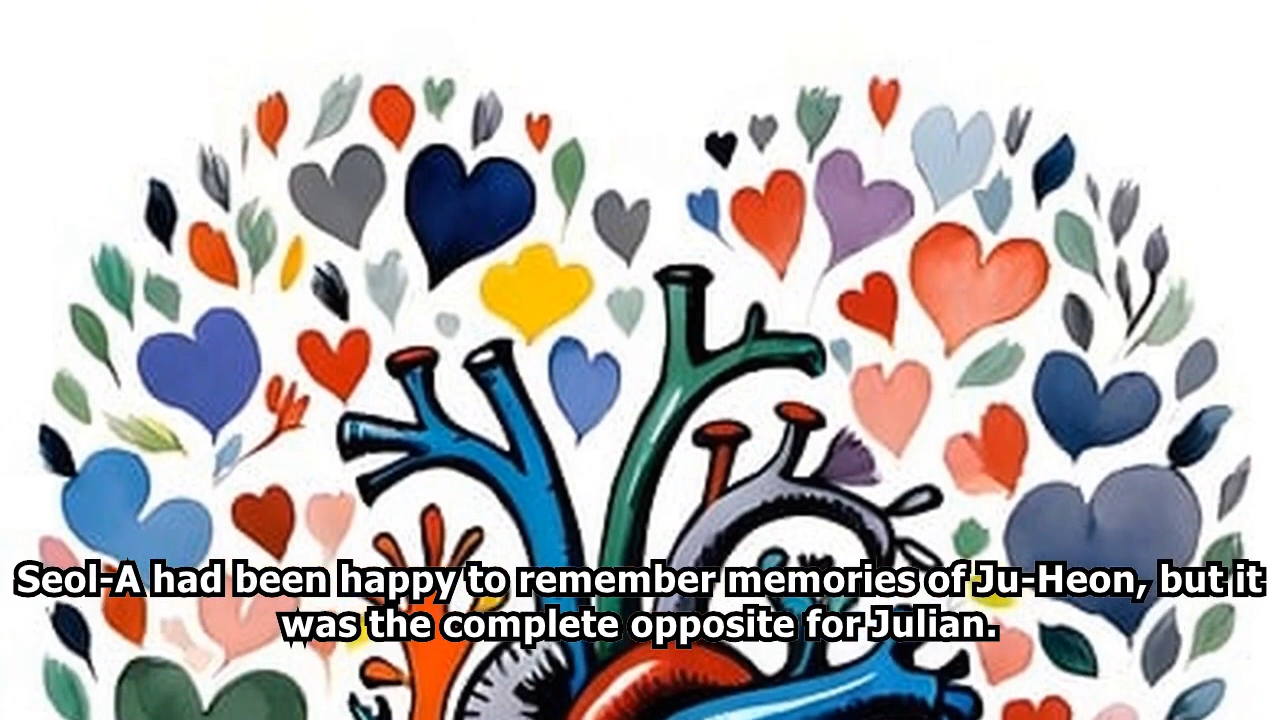 Seol-A had been happy to remember memories of Ju-Heon, but it
was the complete opposite for Julian.